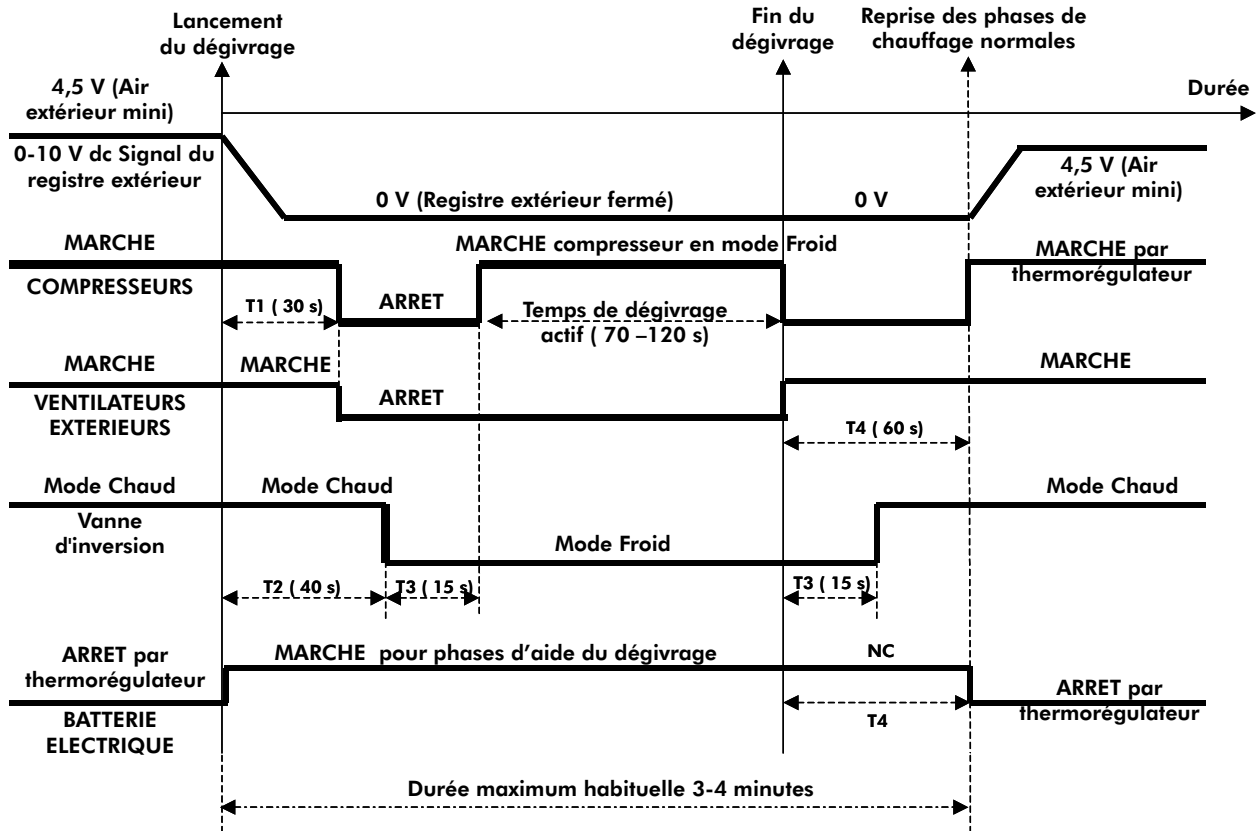 Lancement
du dégivrage
Fin du
dégivrage
Reprise des phases de
chauffage normales
Durée
4,5 V (Air
extérieur mini)
0-10 V dc Signal du
registre extérieur
0 V (Registre extérieur fermé)
0 V
4,5 V (Air
extérieur mini)
MARCHE
COMPRESSEURS
T1 ( 30 s)
ARRET
MARCHE compresseur en mode Froid
Temps de dégivrage
actif ( 70 –120 s)
MARCHE par
thermorégulateur
MARCHE
MARCHE
VENTILATEURS
EXTERIEURS
ARRET
MARCHE
T4 ( 60 s)
Mode Chaud
Mode Chaud
Mode Chaud
Vanne
d'inversion
Mode Froid
T2 ( 40 s)
T3 ( 15 s)
T3 ( 15 s)
ARRET par
thermorégulateur
MARCHE pour phases d’aide du dégivrage
NC
BATTERIE
ELECTRIQUE
T4
ARRET par
thermorégulateur
Durée maximum habituelle 3-4 minutes